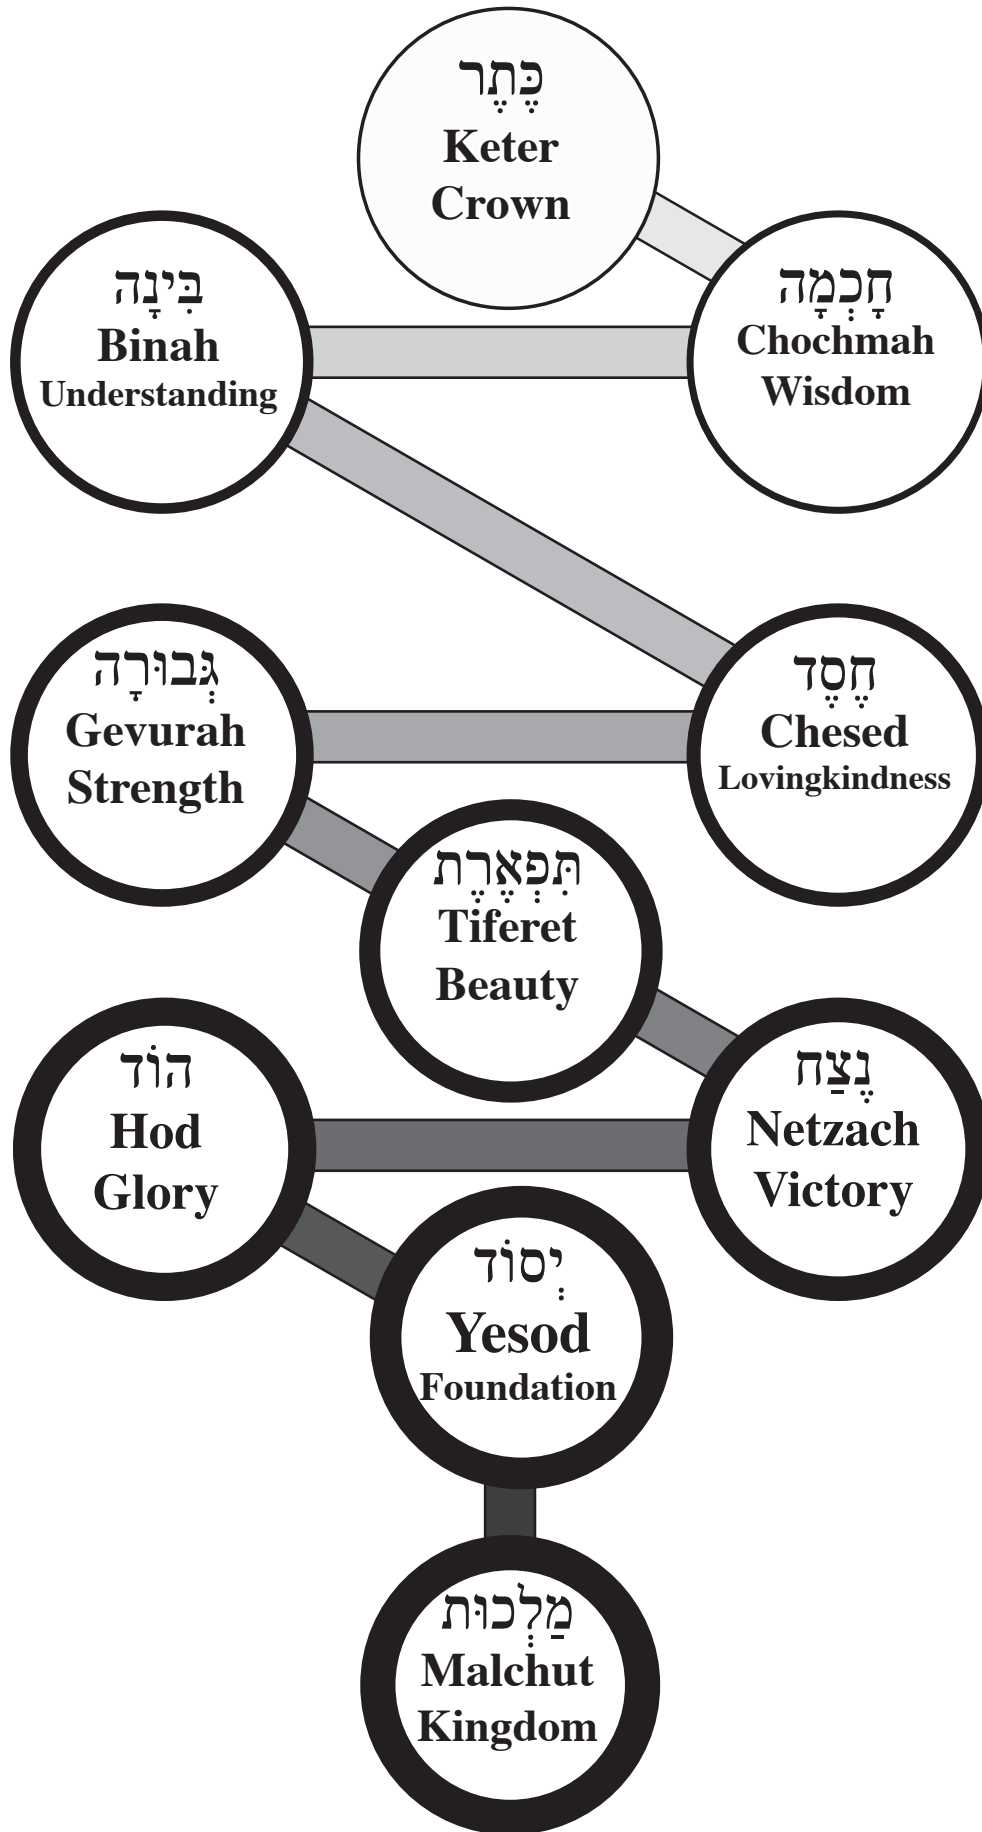 כֶּתֶר
Keter
Crown
חָכְמָה
Chochmah
Wisdom
בִּינָה
Binah
Understanding
חֶסֶד
Chesed
Lovingkindness
גְּבוּרָה
Gevurah
Strength
תִּפְאֶרֶת
Tiferet
Beauty
נֶצַח
Netzach
Victory
הוֹד
Hod
Glory
יְסוֹד
Yesod
Foundation
מַלְכוּת
Malchut
Kingdom